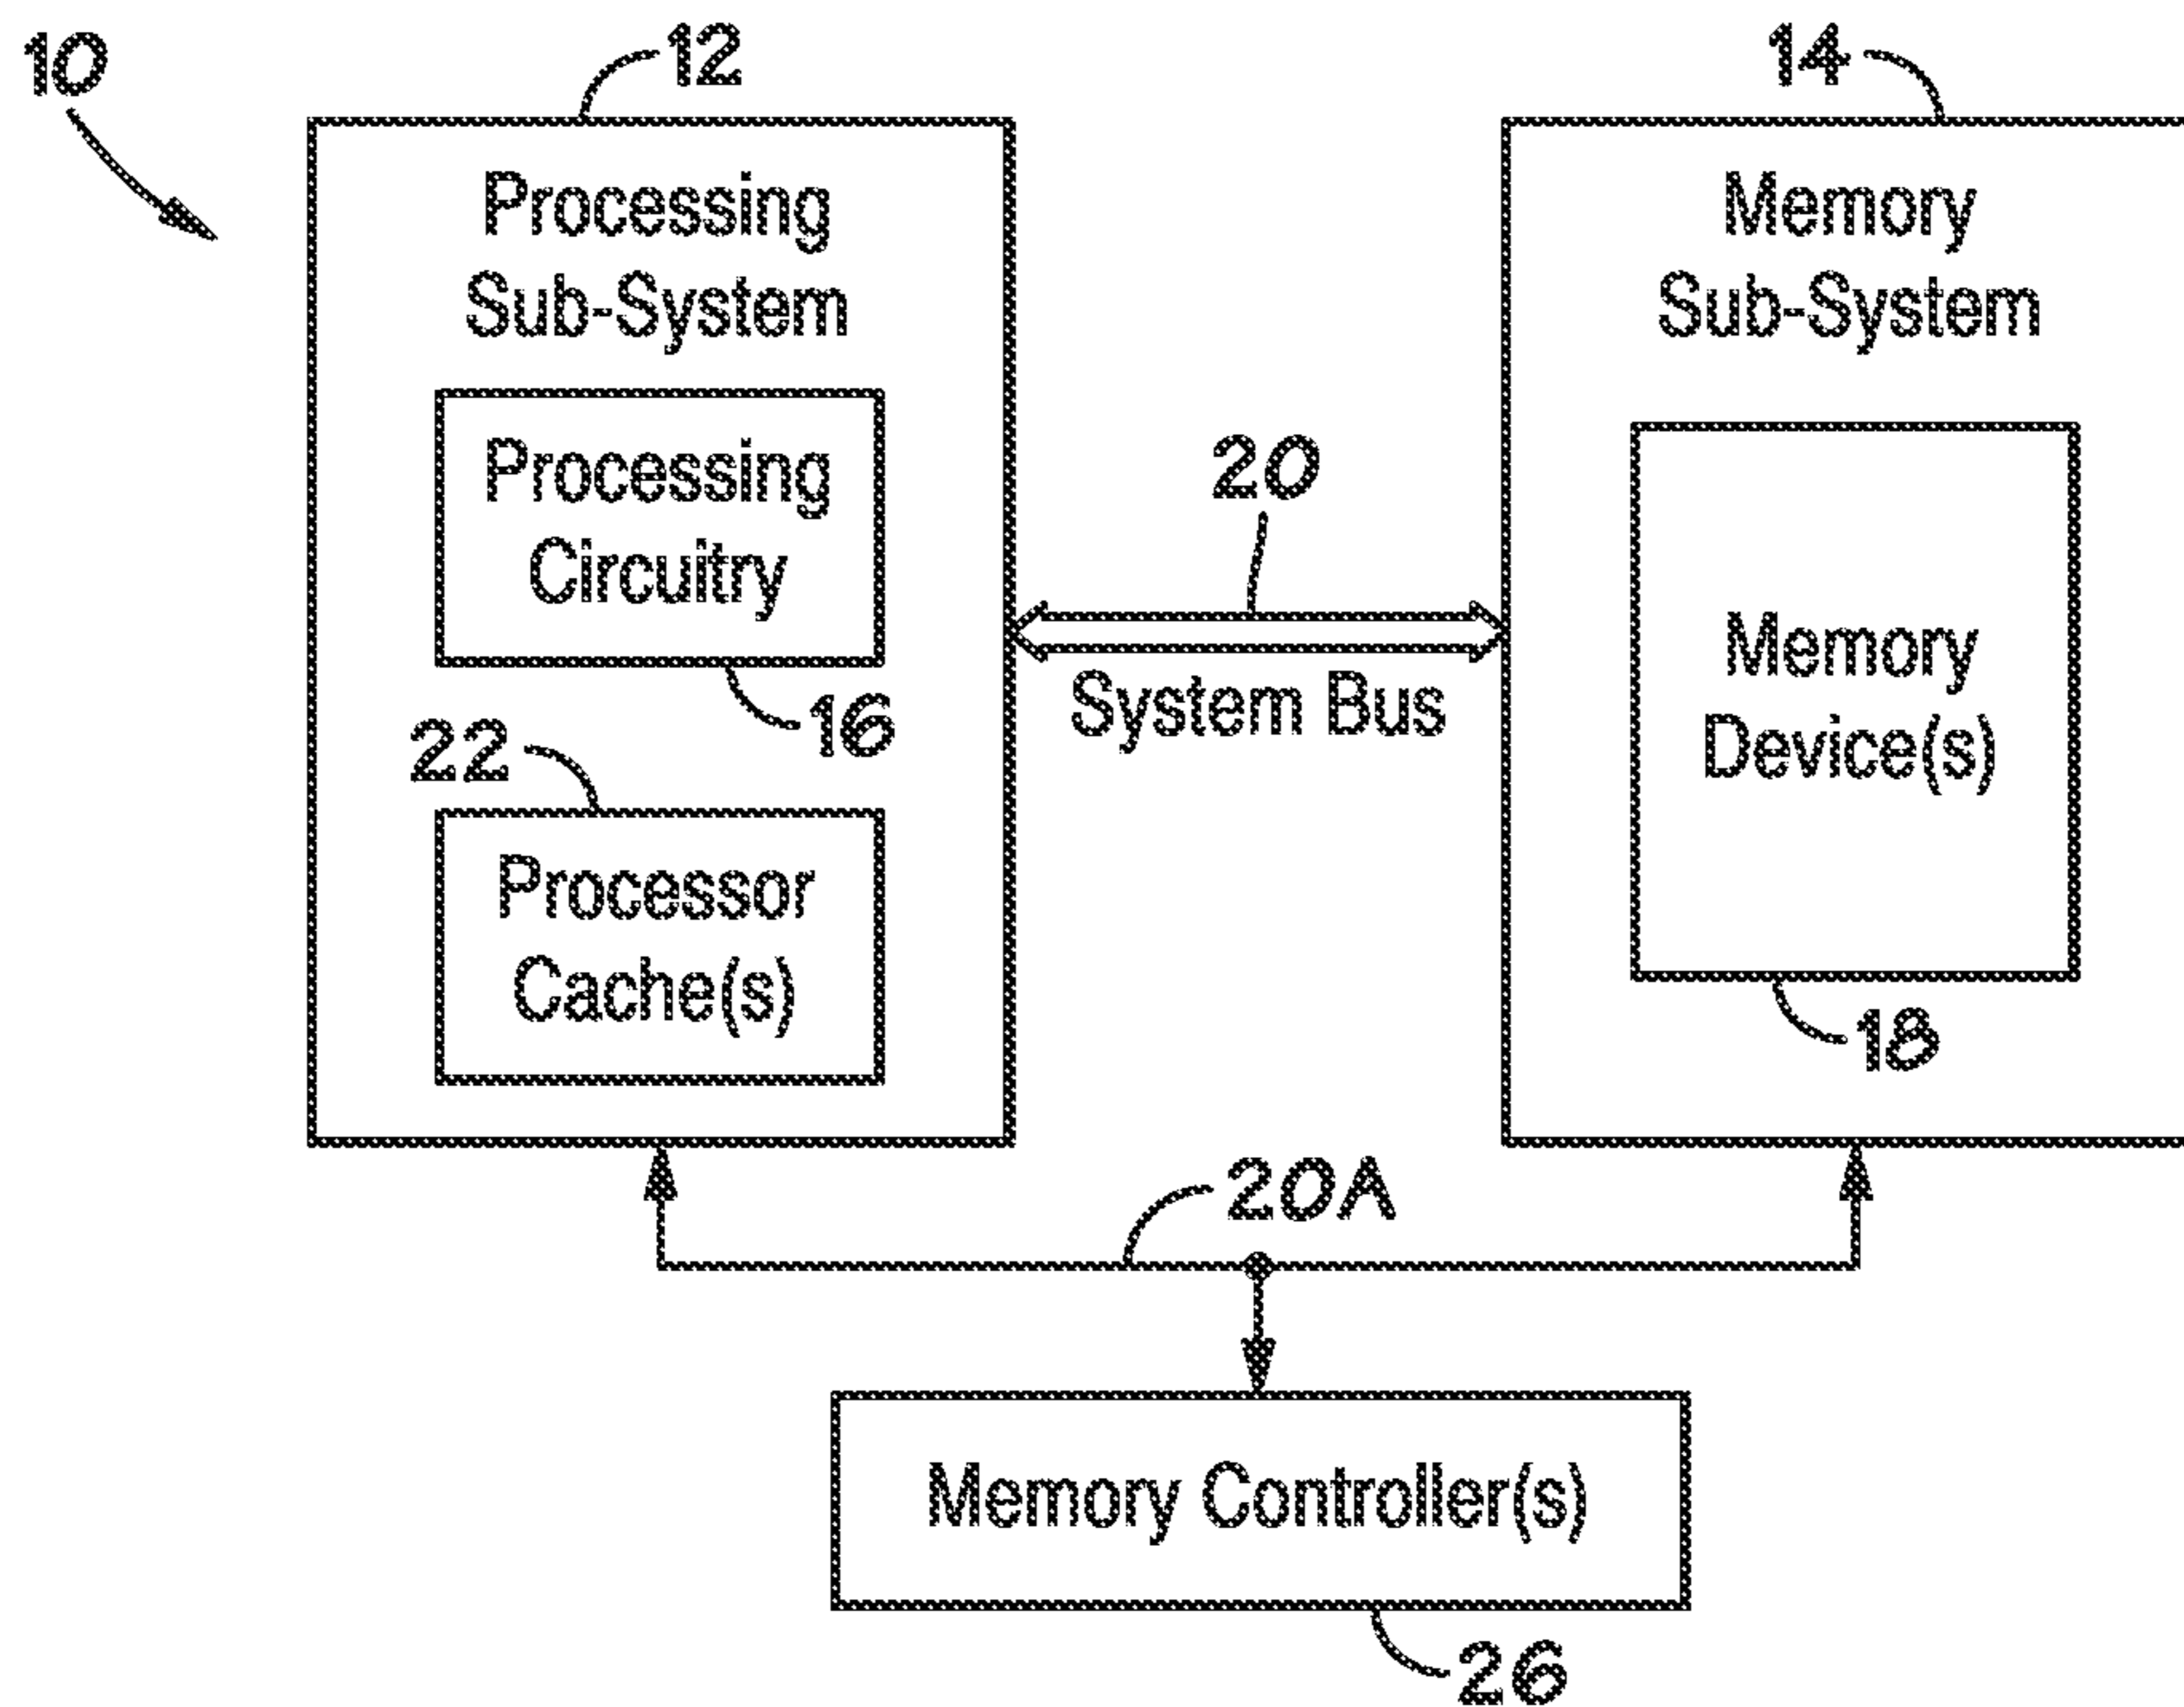 10
12
14
Processing
Sub-System
Memory
Sub-System
Processing
Circuitry
16
20
System Bus
Memory
Device(s)
18
22
Processor
Cache(s)
20A
Memory Controller(s)
26